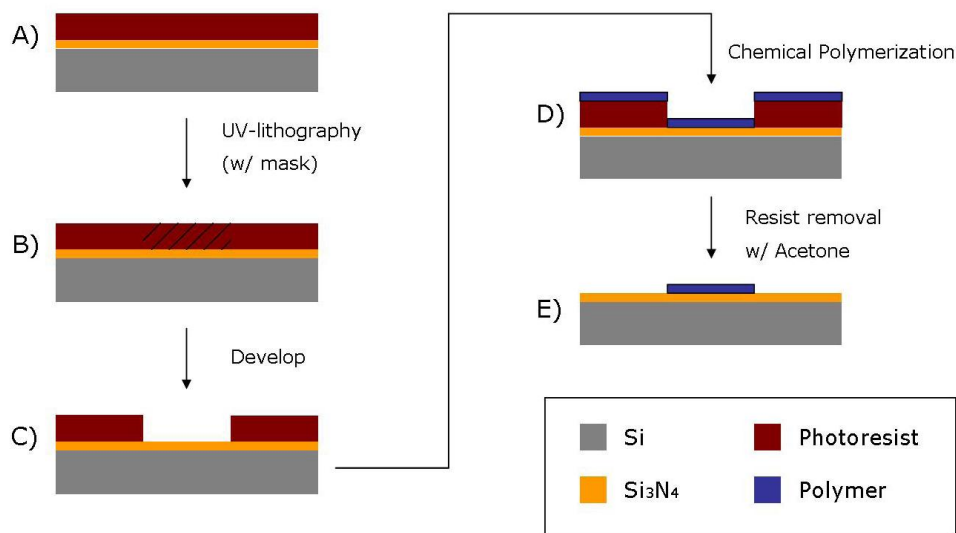 A)
UV-lithography
(w/ mask)
B)
Develop
C)
Chemical Polymerization
D)
Resist removal
w/ Acetone
E)
Si
Photoresist
Si₃N₄
Polymer